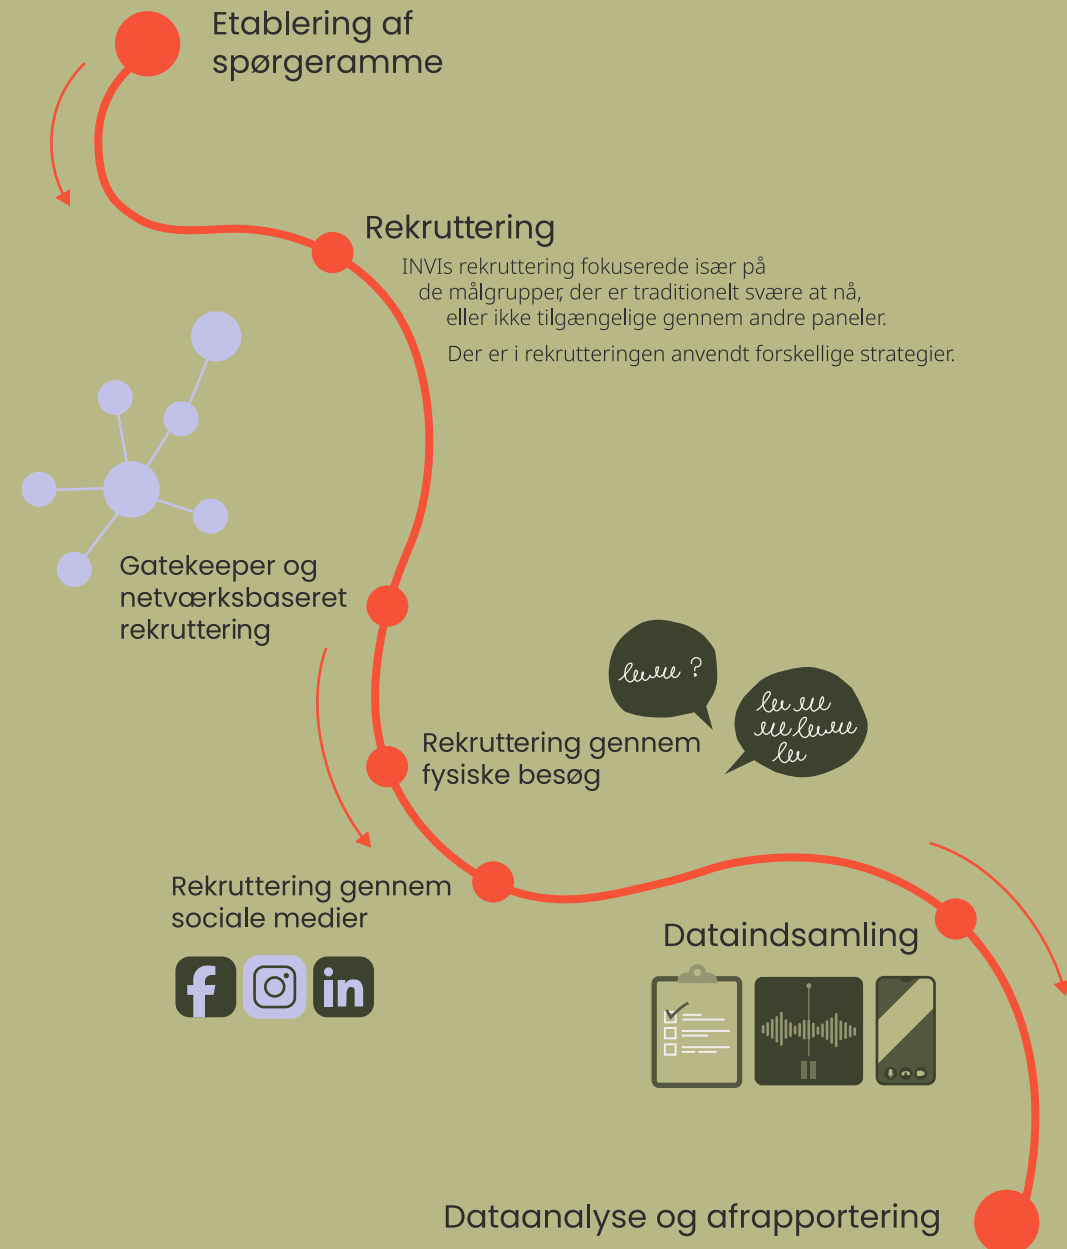 Etablering af
spørgeramme
Rekruttering
INVIs rekruttering fokuserede især på
de målgrupper, der er traditionelt svære at nå,
eller ikke tilgængelige gennem andre paneler.
Der er i rekrutteringen anvendt forskellige strategier.
Gatekeeper og
netværksbaseret
rekruttering
?
Rekruttering gennem
fysiske besøg
Rekruttering gennem
sociale medier
f
in
Dataindsamling
Dataanalyse og afrapportering